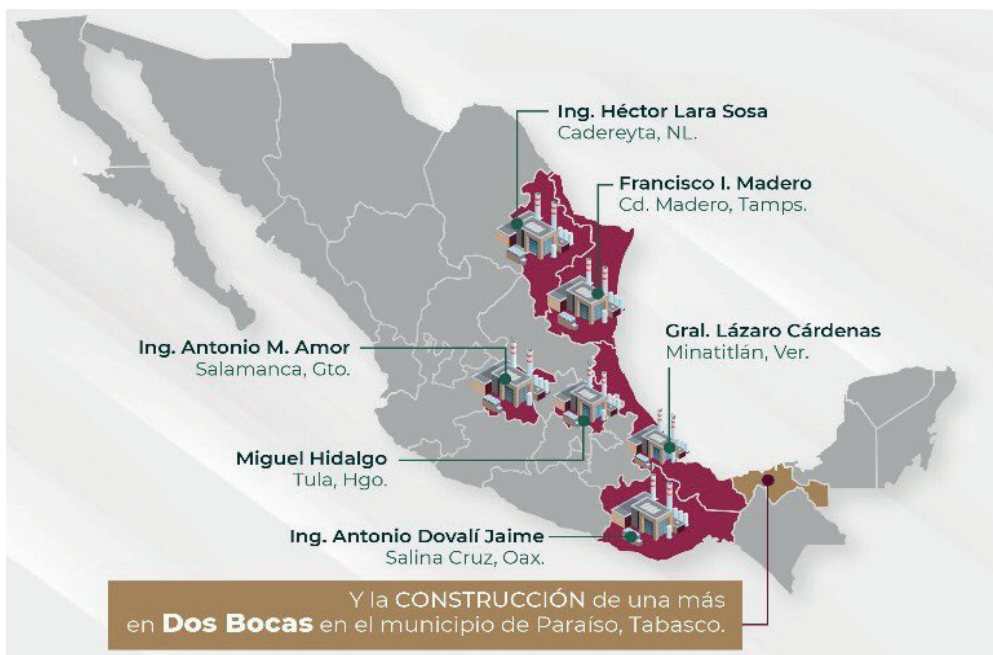 Ing. Héctor Lara Sosa
Cadereyta, NL.
Francisco I. Madero
Cd. Madero, Tamps.
Gral. Lázaro Cárdenas
Minatitlán, Ver.
Ing. Antonio M. Amor
Salamanca, Gto.
Miguel Hidalgo
Tula, Hgo.
Ing. Antonio Dovalí Jaime
Salina Cruz, Oax.
Y la CONSTRUCCIÓN de una más
en Dos Bocas en el municipio de Paraíso, Tabasco.